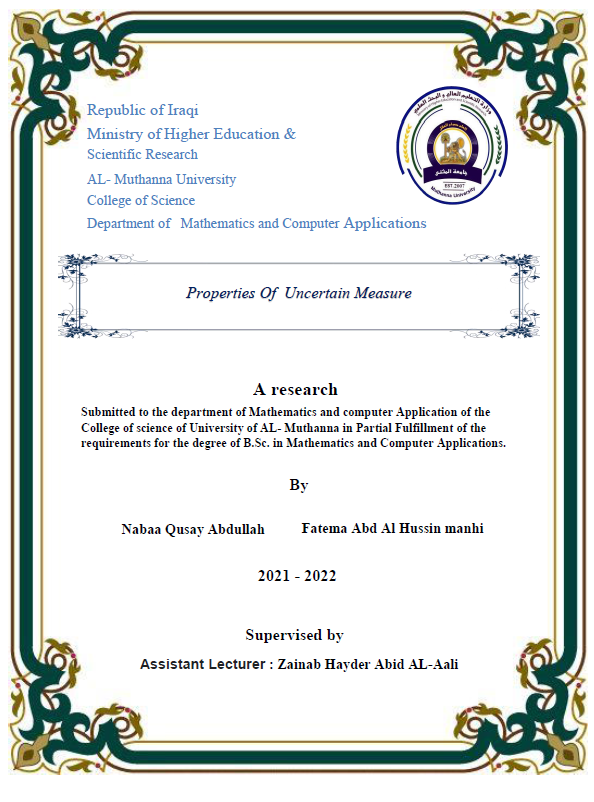 Republic of Iraqi
Ministry of Higher Education &
Scientific Research
AL- Muthanna University
College of Science
Department of Mathematics and Computer Applications
وزارة التعليم العالي و البحث العلمي
جامعة المثنى
EST.2007
Muthanna University
Properties Of Uncertain Measure
A research
Submitted to the department of Mathematics and computer Application of the
College of science of University of AL- Muthanna in Partial Fulfillment of the
requirements for the degree of B.Sc. in Mathematics and Computer Applications.
By
Nabaa Qusay Abdullah Fatema Abd Al Hussin manhi
2021 - 2022
Supervised by
Assistant Lecturer : Zainab Hayder Abid AL-Aali